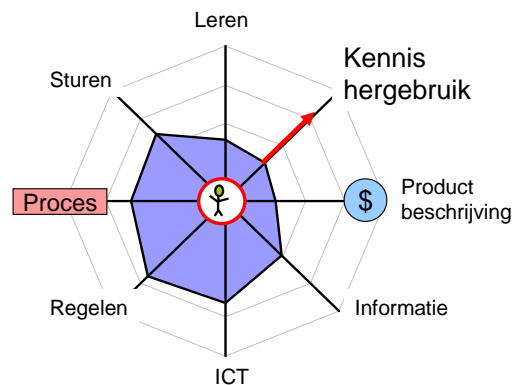 Leren
Kennis
hergebruik
Sturen
Proces
$
Product
beschrijving
Regelen
Informatie
ICT